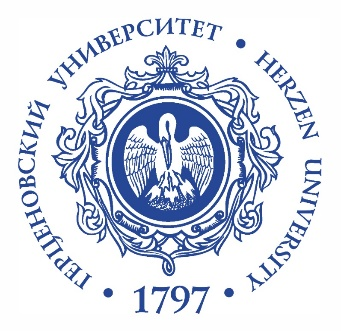 ГЕРЦЕНОВСКИЙ УНИВЕРСИТЕТ
HERZEN UNIVERSITY
1797